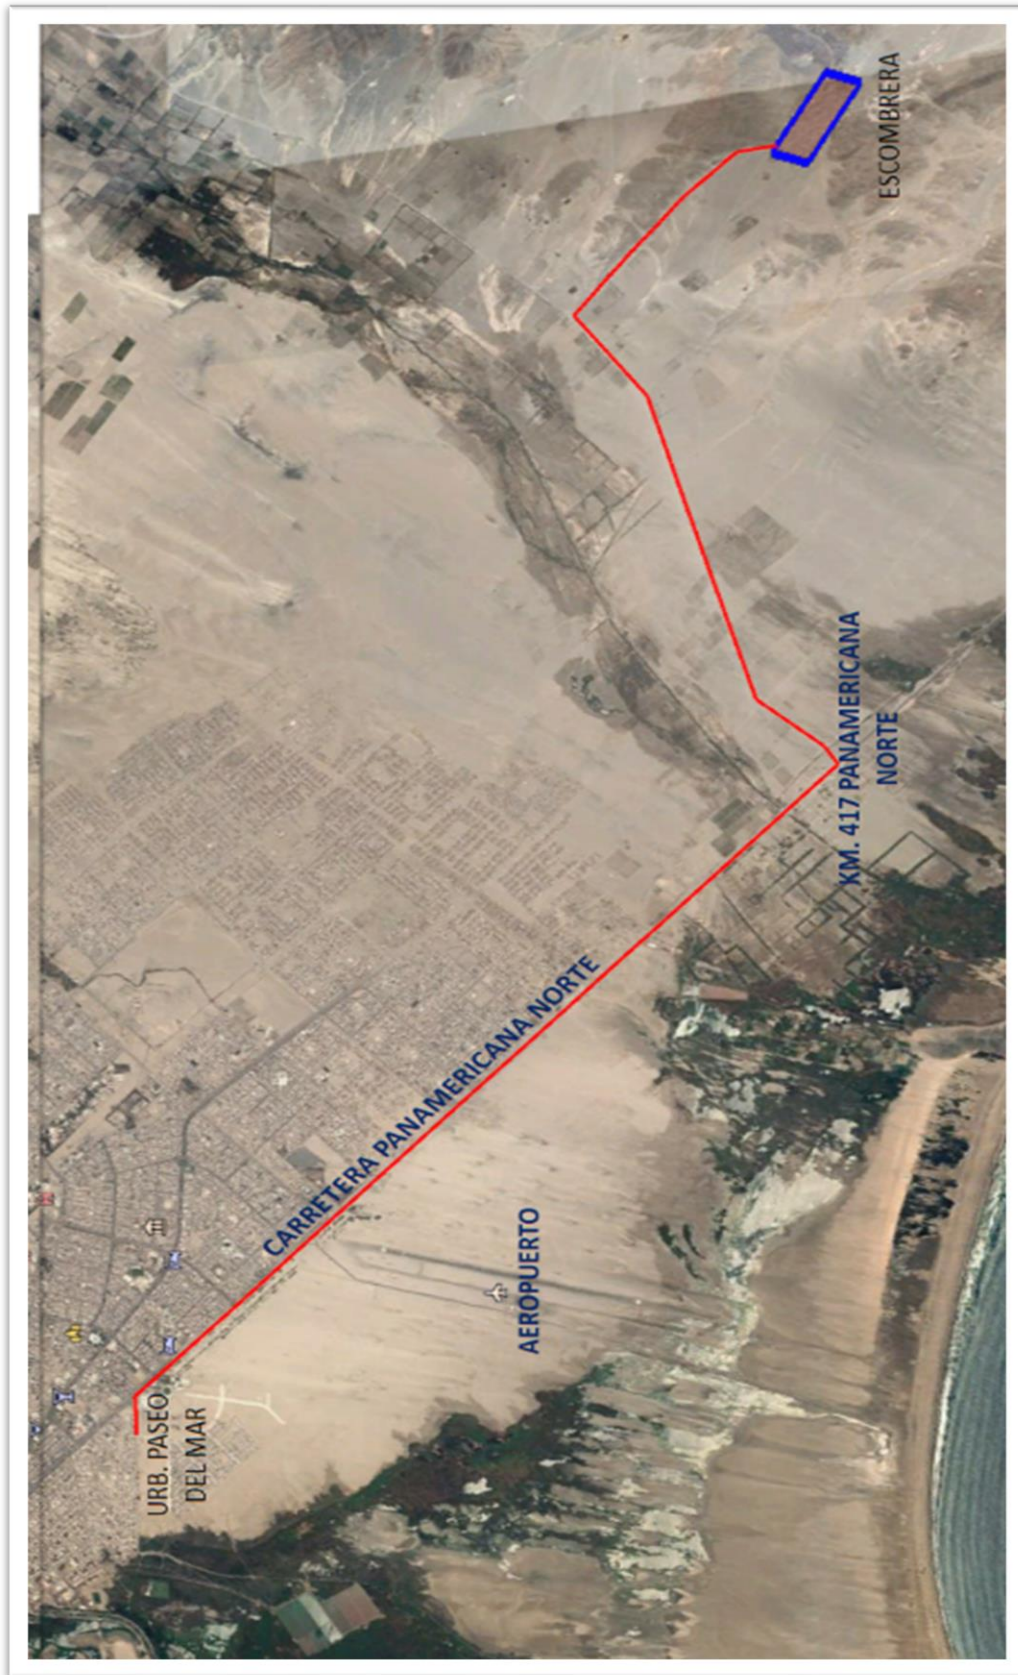 URB. PASEO
DEL MAR
CARRETERA PANAMERICANA NORTE
AEROPUERTO
KM. 417 PANAMERICANA
NORTE
ESCOMBRERA